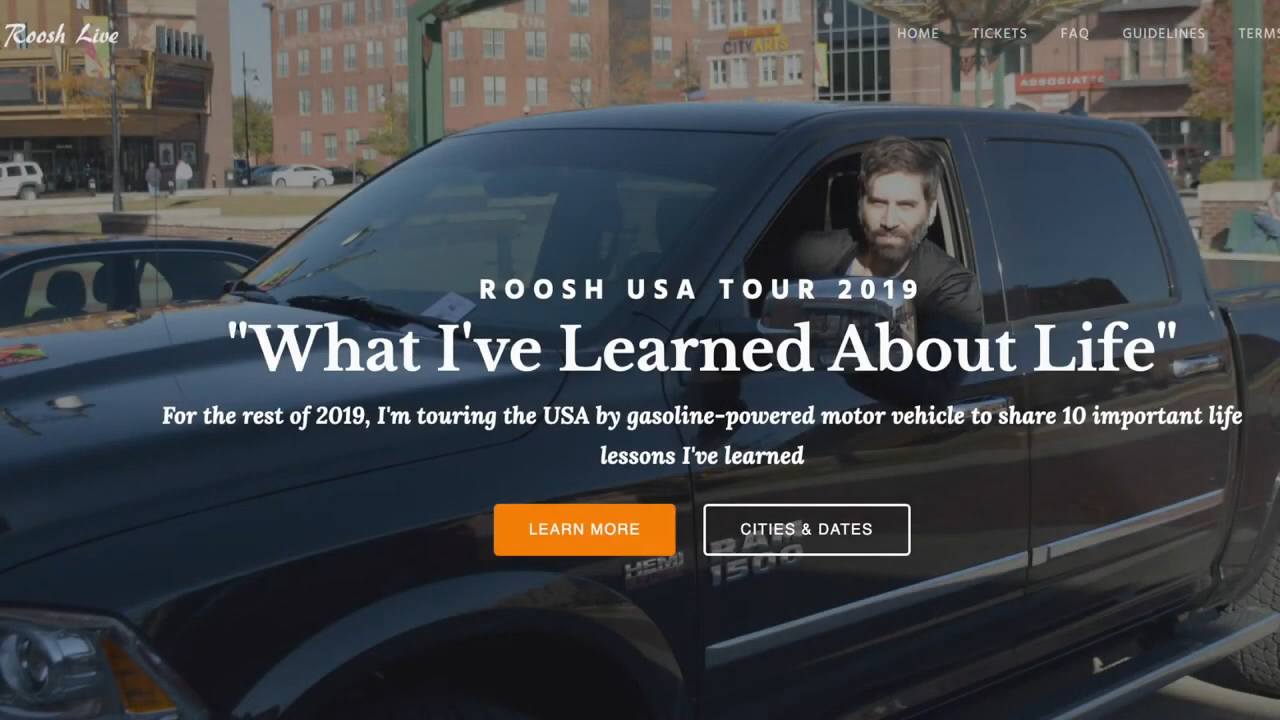 Roosh Live
HOME TICKETS FAQ GUIDELINES TERMS
CITYARTS
ROOSH USA TOUR 2019
"What I've Learned About Life"
For the rest of 2019, I'm touring the USA by gasoline-powered motor vehicle to share 10 important life
lessons I've learned
LEARN MORE
CITIES & DATES
HEMI
RAM
1500